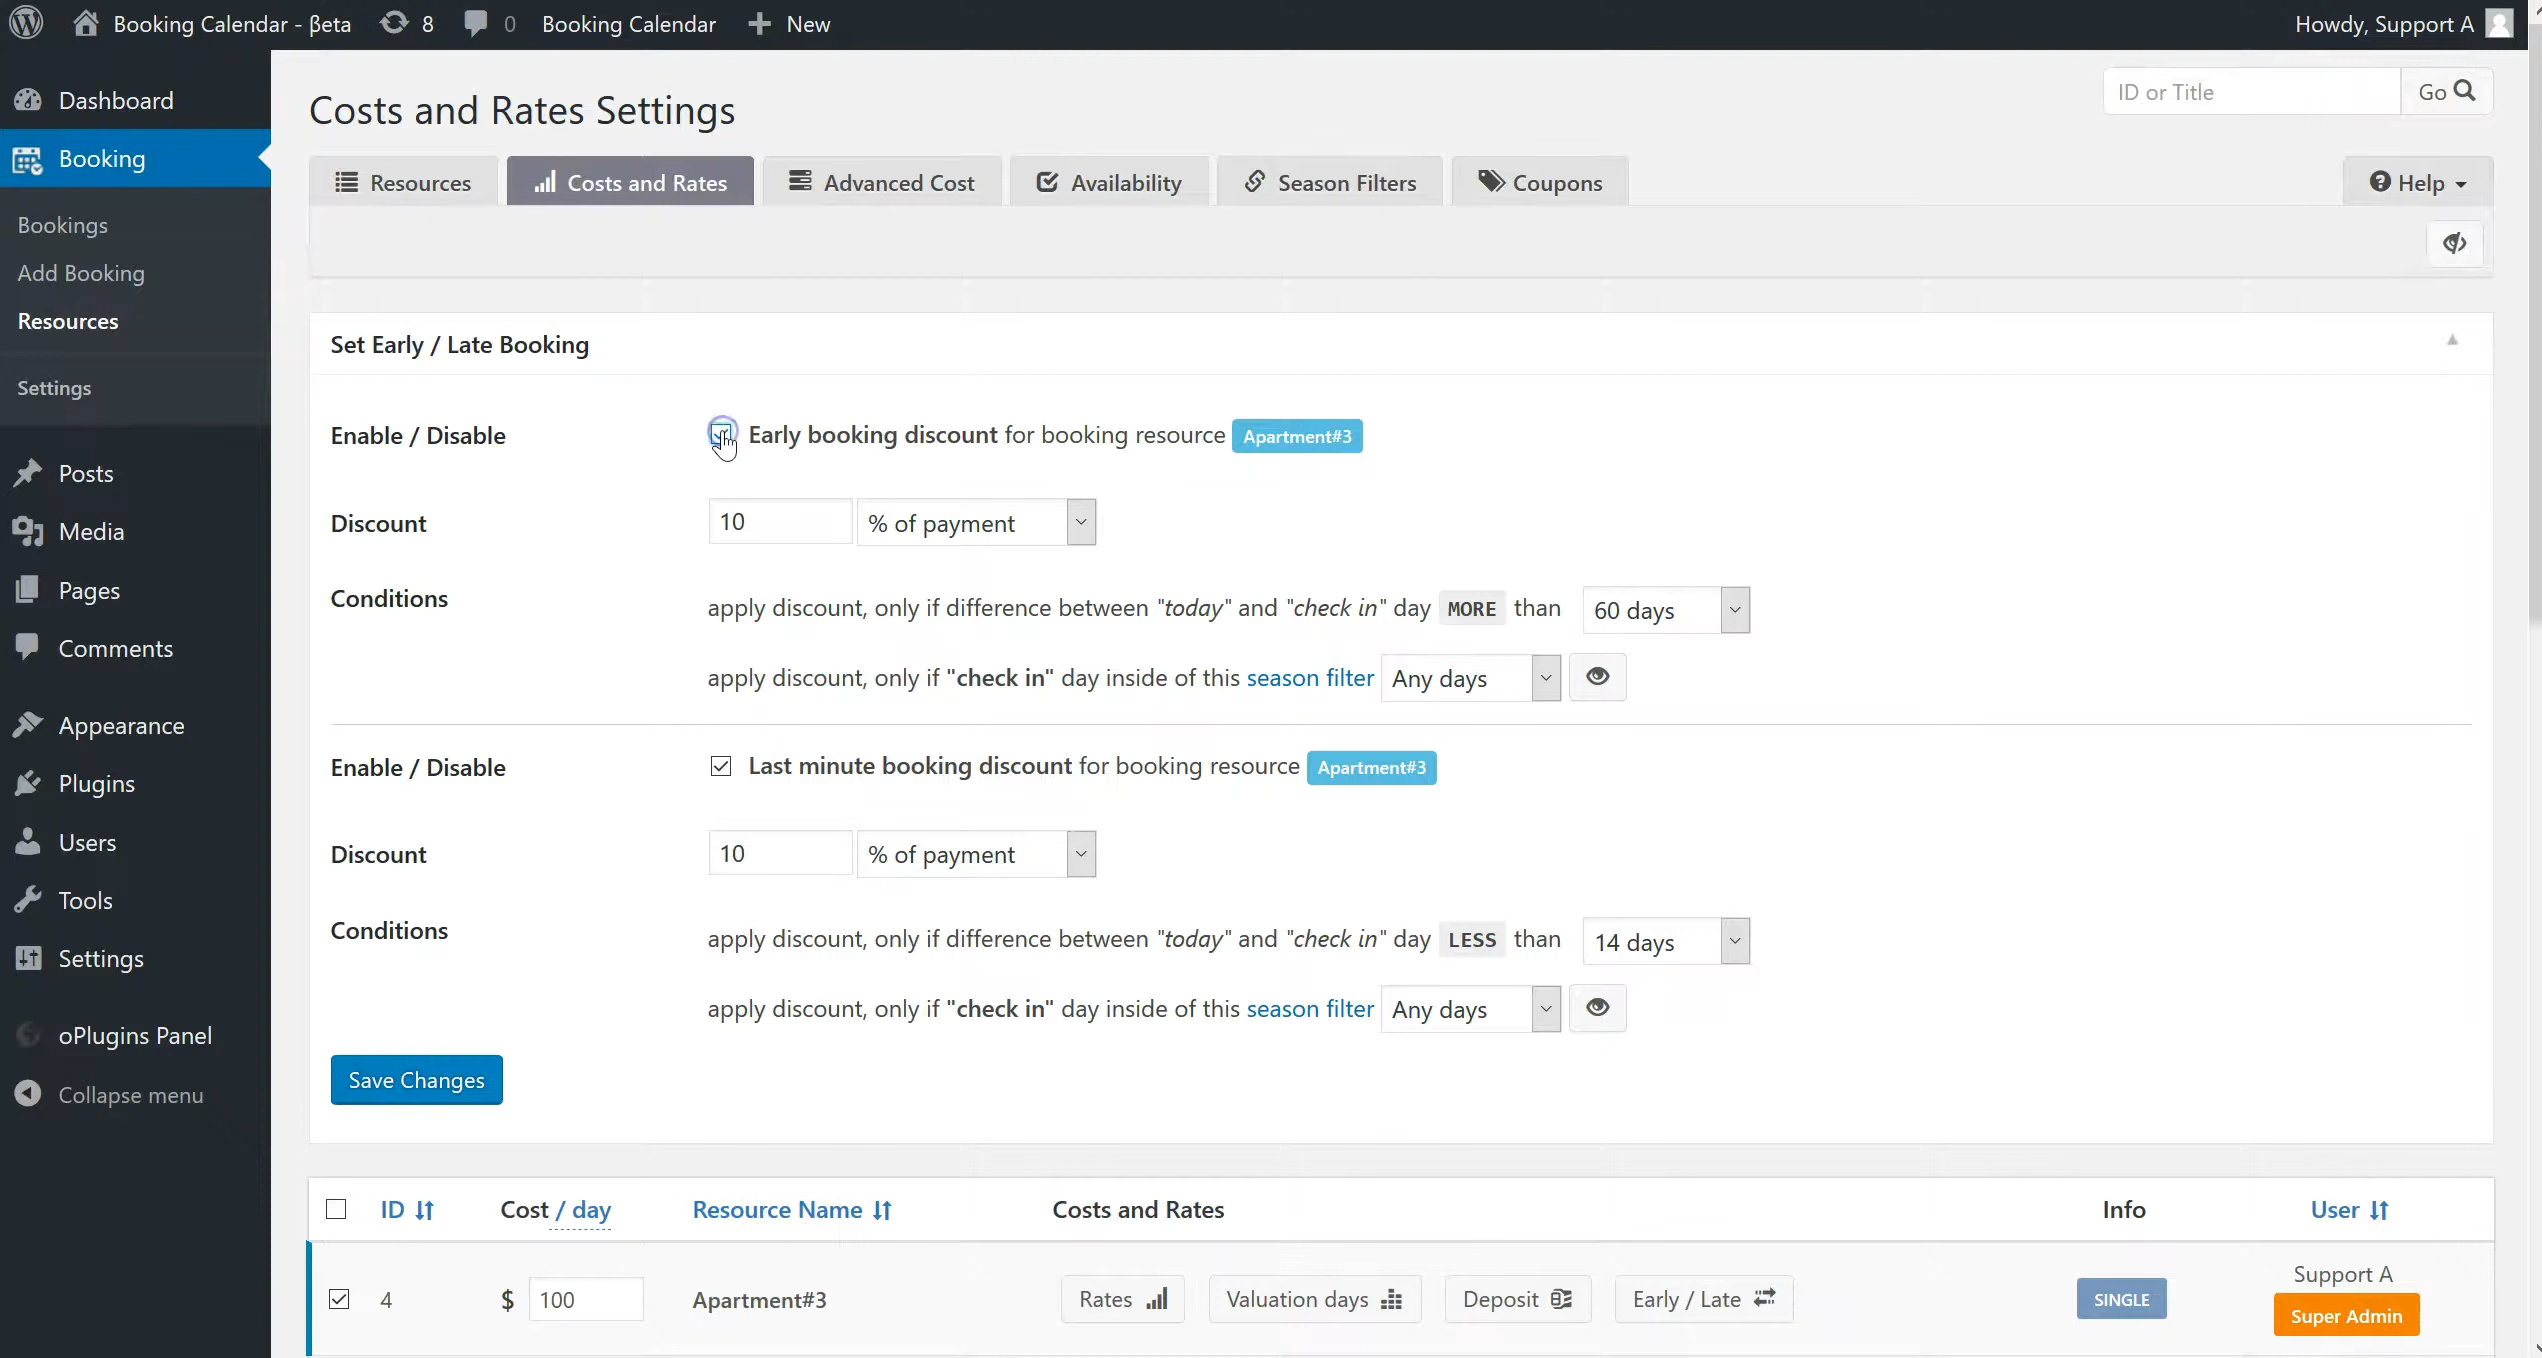 Booking Calendar - βeta 8 0 Booking Calendar New Howdy, Support A
Dashboard
Booking
Bookings
Add Booking
Resources
Settings
Posts
Media
Pages
Comments
Appearance
Plugins
Users
Tools
Settings
oPlugins Panel
Collapse menu
Costs and Rates Settings
ID or Title Go
Resources Costs and Rates Advanced Cost Availability Season Filters Coupons Help
Set Early / Late Booking
Enable / Disable Early booking discount for booking resource Apartment#3
Discount 10 % of payment
Conditions apply discount, only if difference between "today" and "check in" day MORE than 60 days
apply discount, only if "check in" day inside of this season filter Any days
Enable / Disable Last minute booking discount for booking resource Apartment#3
Discount 10 % of payment
Conditions apply discount, only if difference between "today" and "check in" day LESS than 14 days
apply discount, only if "check in" day inside of this season filter Any days
Save Changes
ID Cost / day Resource Name Costs and Rates Info User
4 $ 100 Apartment#3 Rates Valuation days Deposit Early / Late SINGLE Support A
Super Admin